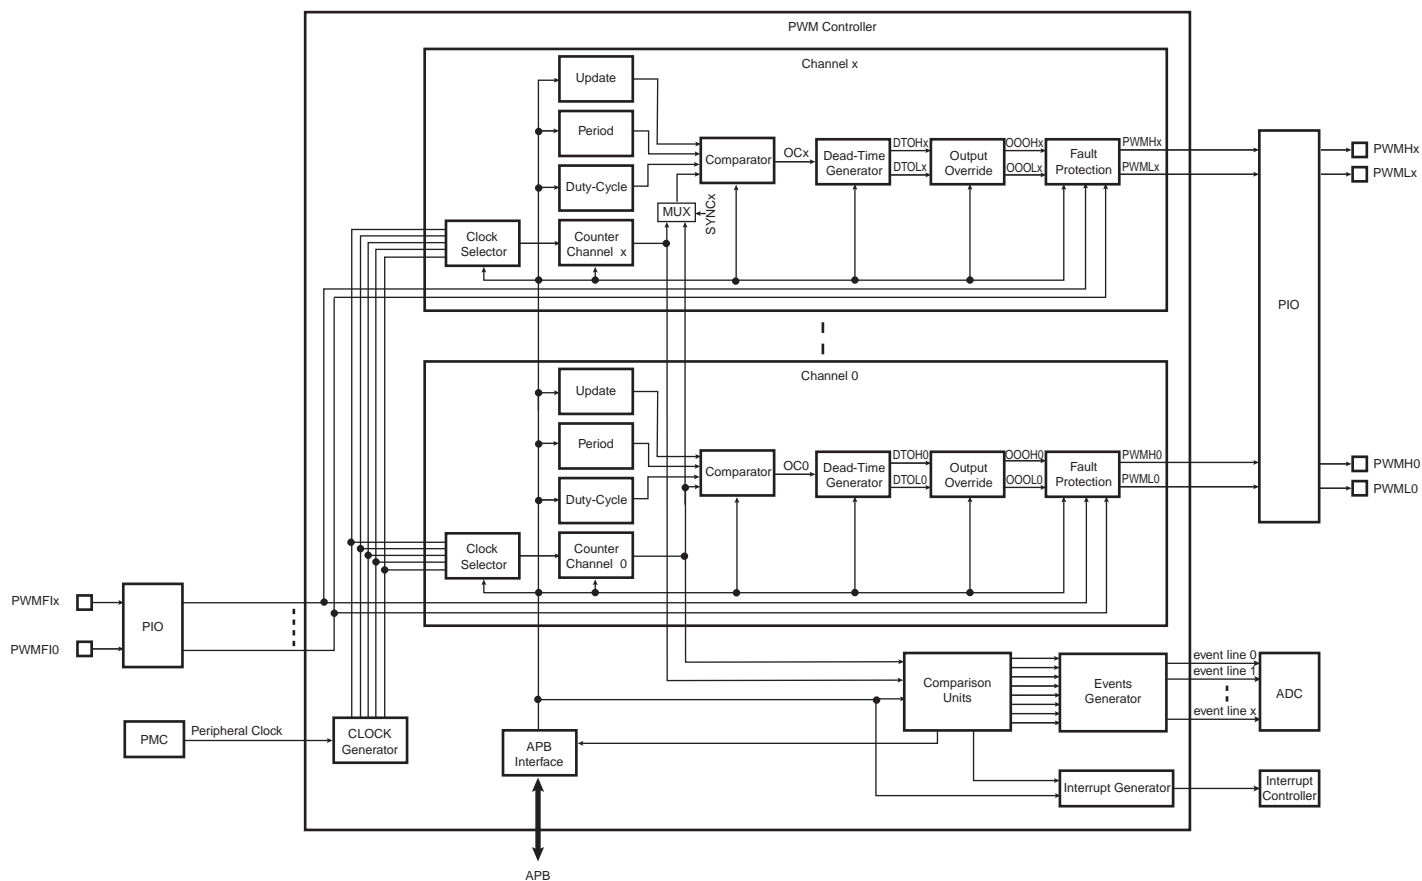 PWM Controller
Channel x
Update
Period
Comparator
OCx
Dead-Time
Generator
DTOHx
DTOLx
Output
Override
OOOHx
OOOLx
Fault
Protection
PWMHx
PWMLx
PWMHx
PWMLx
Duty-Cycle
MUX
SYNCx
Clock
Selector
Counter
Channel x
PIO
Channel 0
Update
Period
Comparator
OC0
Dead-Time
Generator
DTOH0
DTOL0
Output
Override
OOOH0
OOOL0
Fault
Protection
PWMH0
PWML0
PWMH0
PWML0
Duty-Cycle
Clock
Selector
Counter
Channel 0
PWMFIx
PWMFI0
PIO
Comparison
Units
Events
Generator
event line 0
event line 1
event line x
ADC
PMC
Peripheral Clock
CLOCK
Generator
APB
Interface
Interrupt Generator
Interrupt
Controller
APB